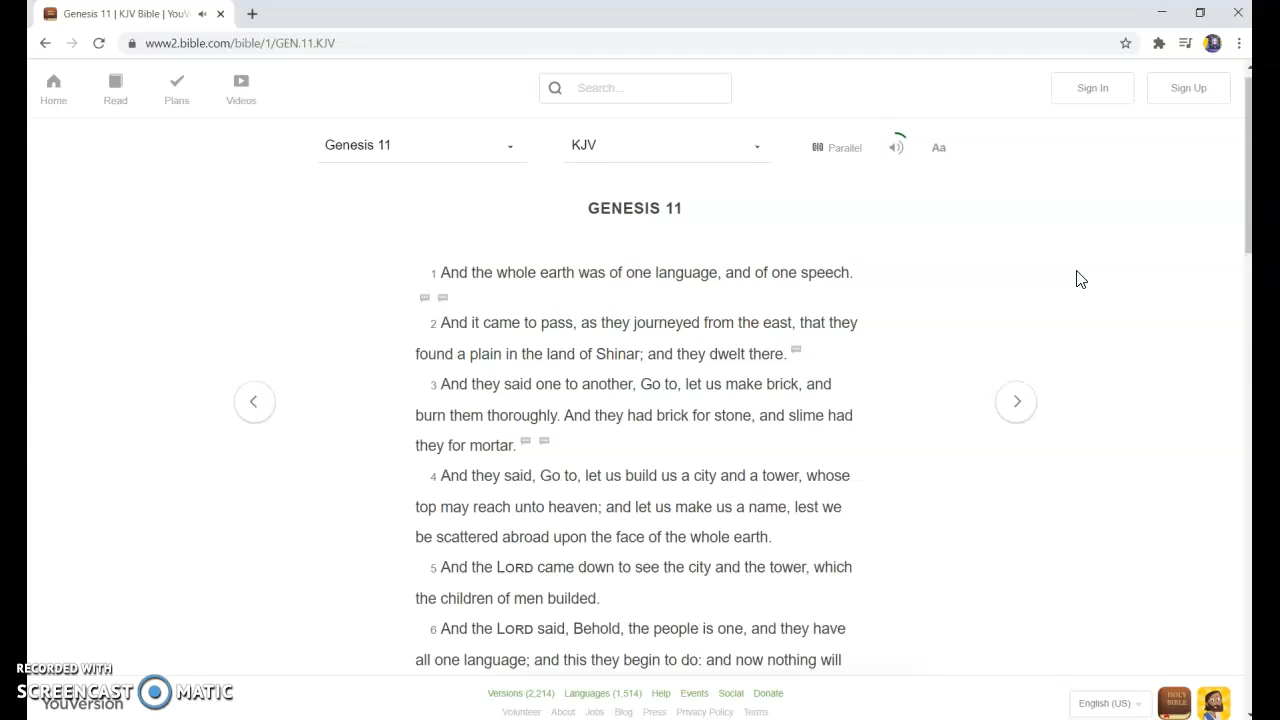 Genesis 11 | KJV Bible | YouV
www2.bible.com/bible/1/GEN.11.KJV
Home Read Plans Videos Search... Sign In Sign Up
Genesis 11 KJV Parallel Aa
GENESIS 11
1 And the whole earth was of one language, and of one speech.
2 And it came to pass, as they journeyed from the east, that they
found a plain in the land of Shinar; and they dwelt there.
3 And they said one to another, Go to, let us make brick, and
burn them thoroughly. And they had brick for stone, and slime had
they for mortar.
4 And they said, Go to, let us build us a city and a tower, whose
top may reach unto heaven; and let us make us a name, lest we
be scattered abroad upon the face of the whole earth.
5 And the LORD came down to see the city and the tower, which
the children of men builded.
6 And the LORD said, Behold, the people is one, and they have
all one language; and this they begin to do: and now nothing will
RECORDED WITH
SCREENCAST MATIC
YouVersion
Versions (2,214) Languages (1,514) Help Events Social Donate
Volunteer About Jobs Blog Press Privacy Policy Terms
English (US)
HOLY
BIBLE